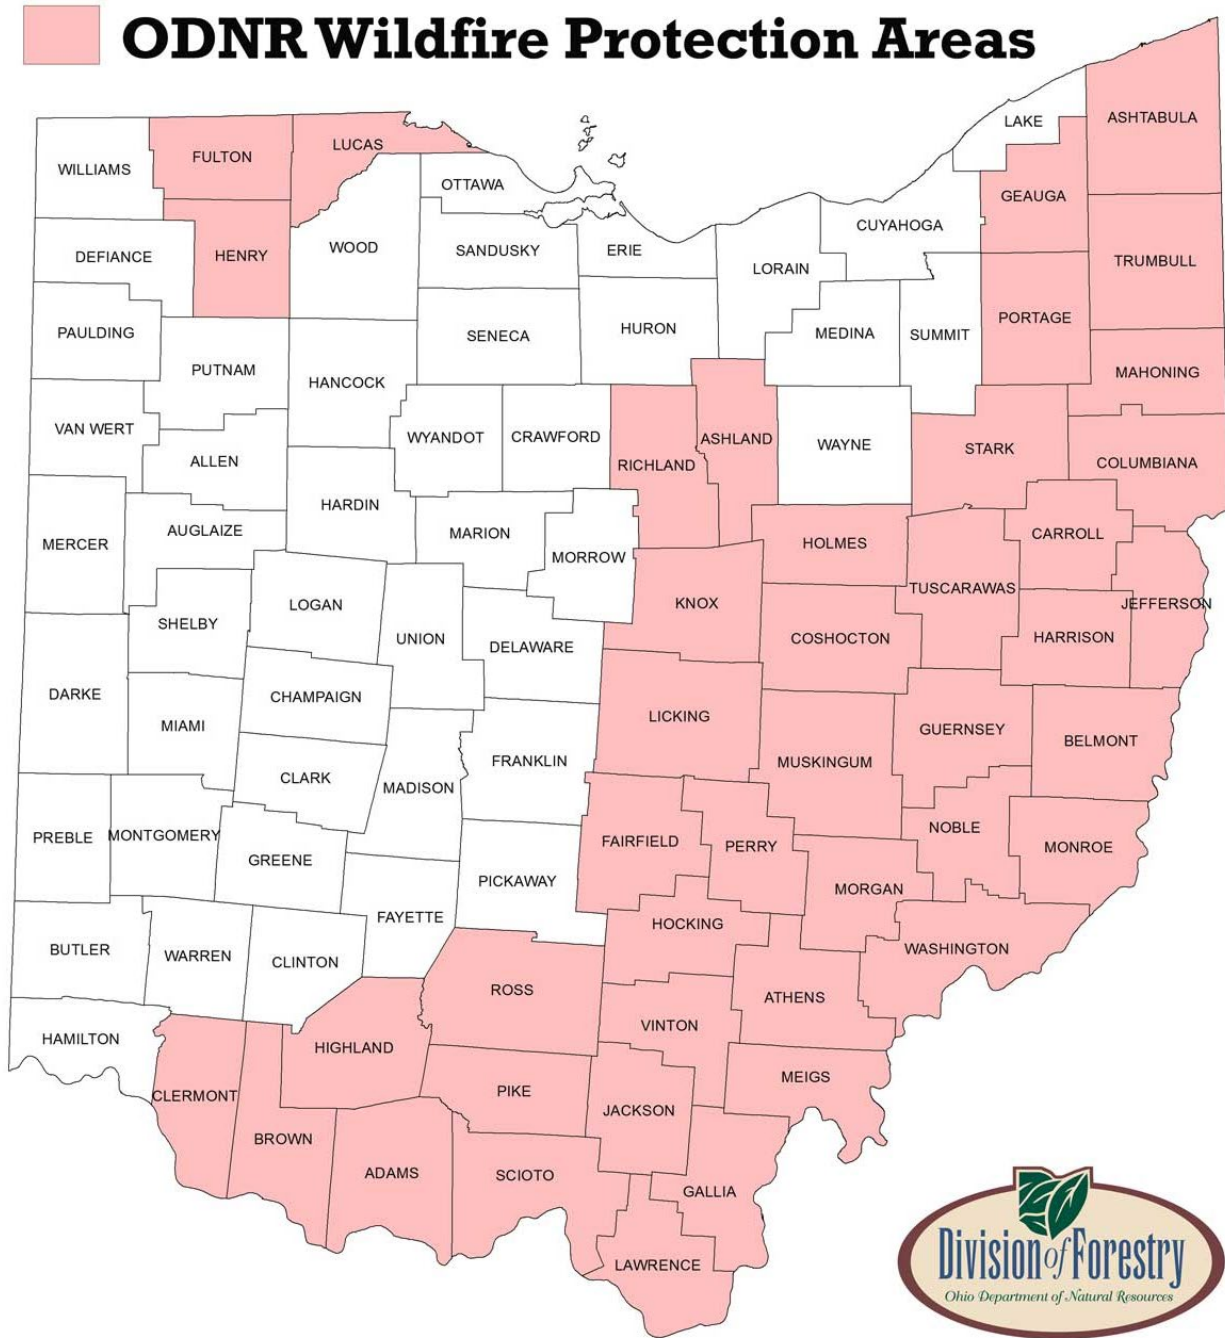 ODNR Wildfire Protection Areas
LAKE
ASHTABULA
WILLIAMS
FULTON
LUCAS
OTTAWA
GEAUGA
CUYAHOGA
DEFIANCE
HENRY
WOOD
SANDUSKY
ERIE
LORAIN
TRUMBULL
PAULDING
SENECA
HURON
MEDINA
SUMMIT
PORTAGE
PUTNAM
HANCOCK
MAHONING
VAN WERT
ALLEN
WYANDOT
CRAWFORD
RICHLAND
ASHLAND
WAYNE
STARK
COLUMBIANA
MERCER
AUGLAIZE
HARDIN
MARION
MORROW
HOLMES
CARROLL
SHELBY
LOGAN
UNION
DELAWARE
KNOX
COSHOCTON
TUSCARAWAS
HARRISON
JEFFERSON
DARKE
MIAMI
CHAMPAIGN
LICKING
GUERNSEY
BELMONT
CLARK
MADISON
FRANKLIN
MUSKINGUM
PREBLE
MONTGOMERY
GREENE
FAIRFIELD
PERRY
NOBLE
MONROE
PICKAWAY
MORGAN
FAYETTE
HOCKING
BUTLER
WARREN
CLINTON
WASHINGTON
ROSS
ATHENS
HAMILTON
HIGHLAND
VINTON
CLERMONT
PIKE
JACKSON
MEIGS
BROWN
ADAMS
SCIOTO
GALLIA
LAWRENCE
Division of Forestry
Ohio Department of Natural Resources